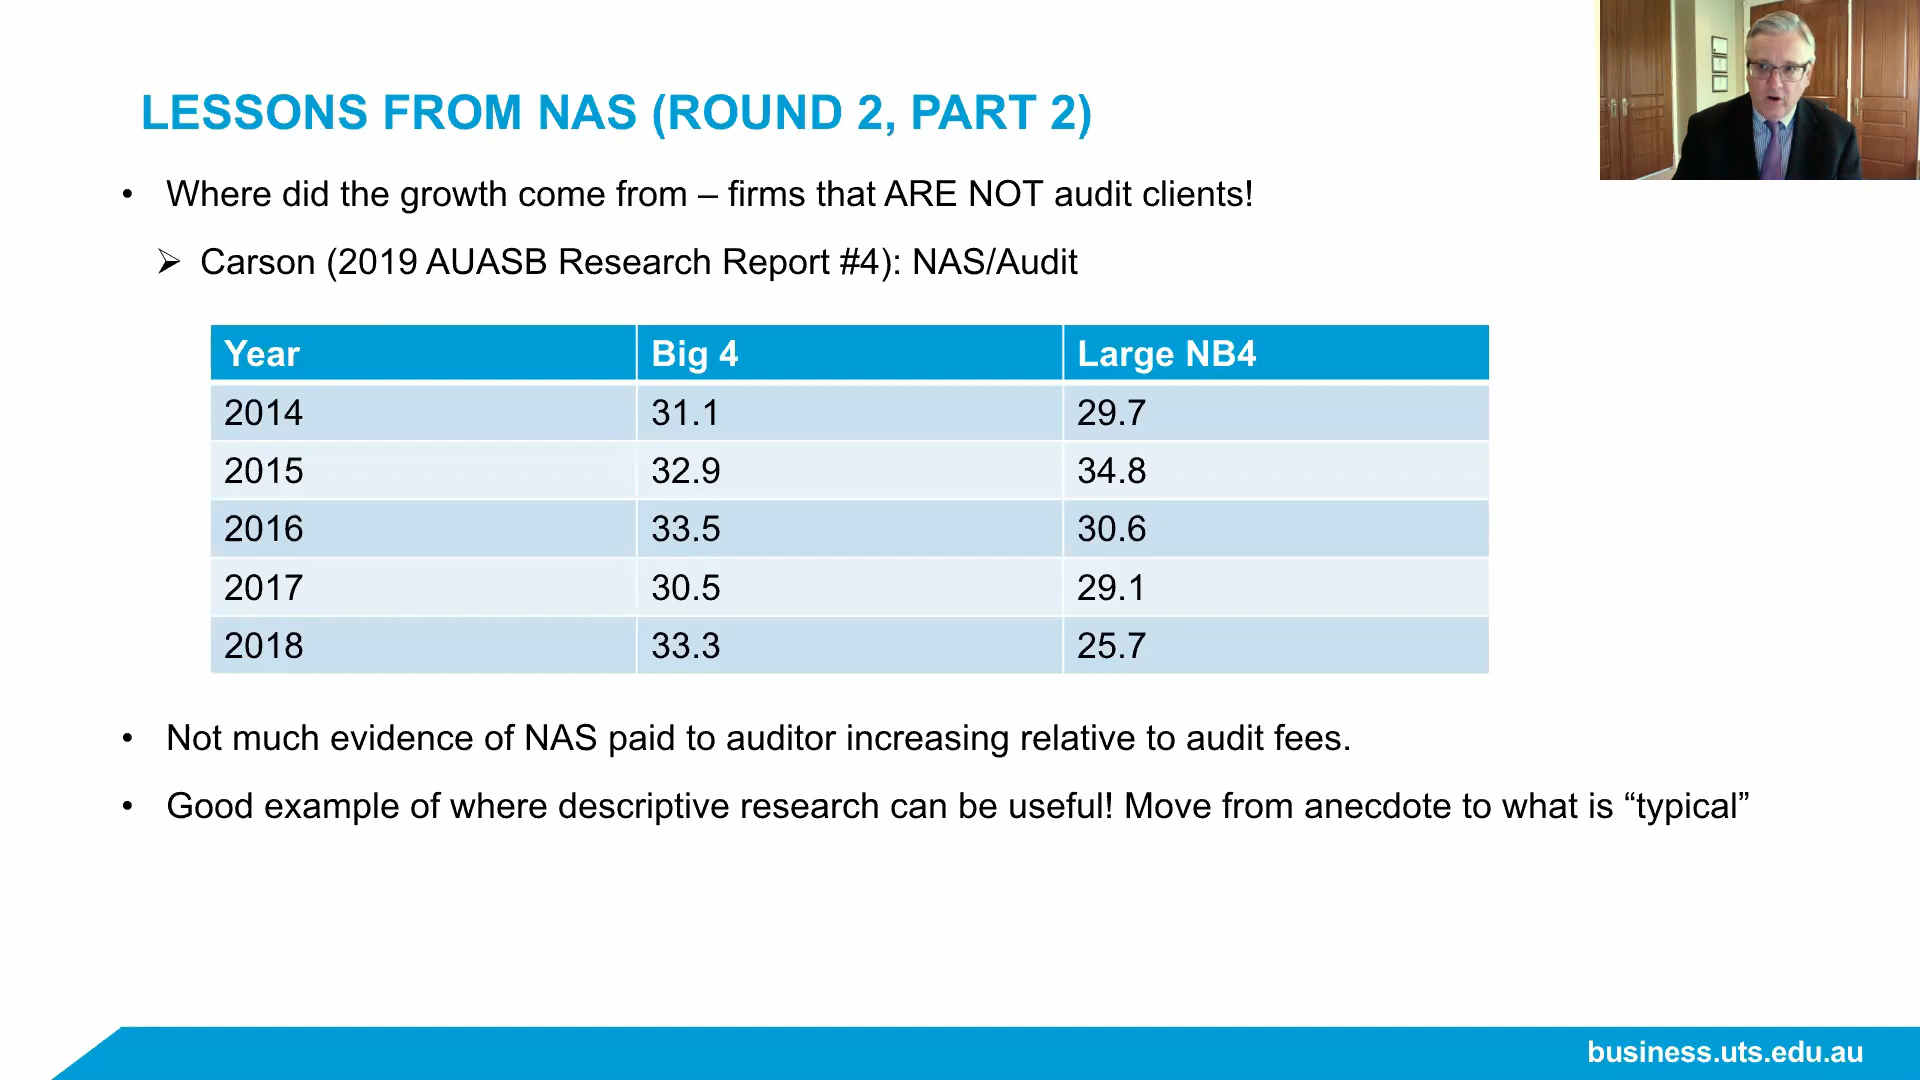 LESSONS FROM NAS (ROUND 2, PART 2)
• Where did the growth come from – firms that ARE NOT audit clients!
➢ Carson (2019 AUASB Research Report #4): NAS/Audit
Year Big 4 Large NB4
2014 31.1 29.7
2015 32.9 34.8
2016 33.5 30.6
2017 30.5 29.1
2018 33.3 25.7
• Not much evidence of NAS paid to auditor increasing relative to audit fees.
• Good example of where descriptive research can be useful! Move from anecdote to what is “typical”
business.uts.edu.au